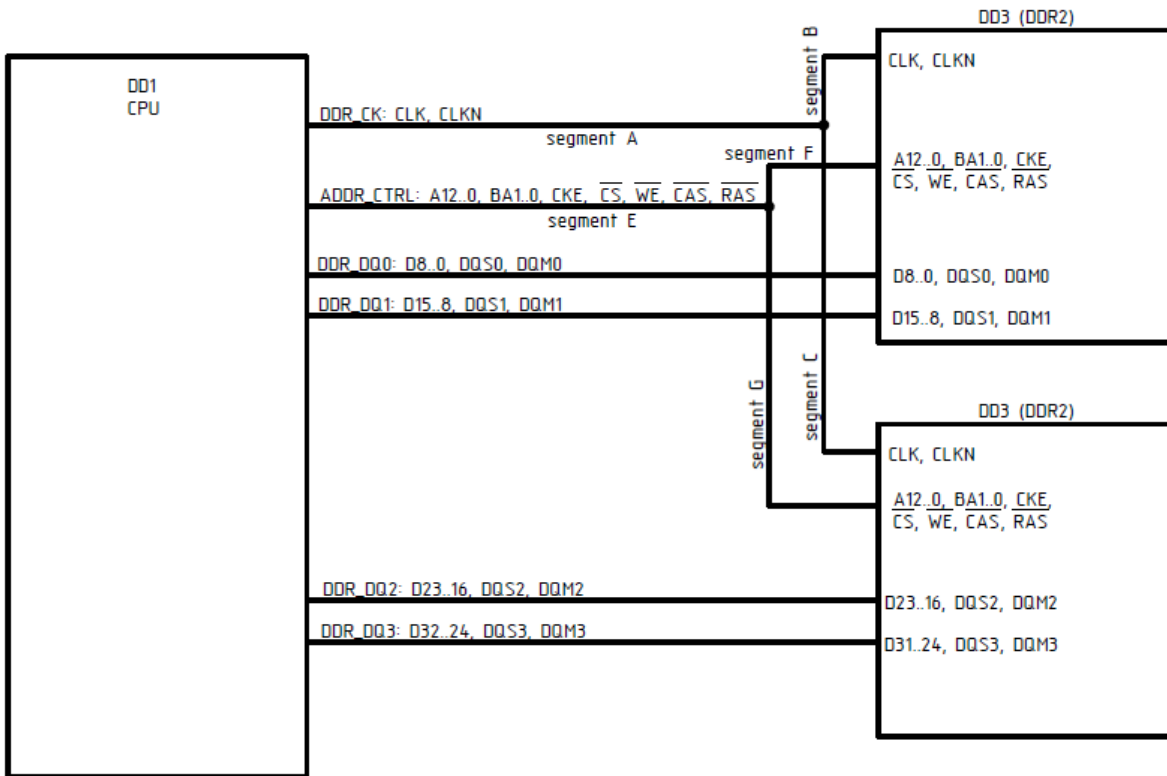 DD3 (DDR2)
DD1
CPU
segment B
CLK, CLKN
DDR_CK: CLK, CLKN
segment A
segment F
A12..0, BA1..0, CKE,
CS, WE, CAS, RAS
ADDR_CTRL: A12..0, BA1..0, CKE, CS, WE, CAS, RAS
segment E
DDR_DQ0: D8..0, DQS0, DQM0
D8..0, DQS0, DQM0
DDR_DQ1: D15..8, DQS1, DQM1
D15..8, DQS1, DQM1
segment G
segment C
DD3 (DDR2)
CLK, CLKN
A12..0, BA1..0, CKE,
CS, WE, CAS, RAS
DDR_DQ2: D23..16, DQS2, DQM2
D23..16, DQS2, DQM2
DDR_DQ3: D32..24, DQS3, DQM3
D31..24, DQS3, DQM3